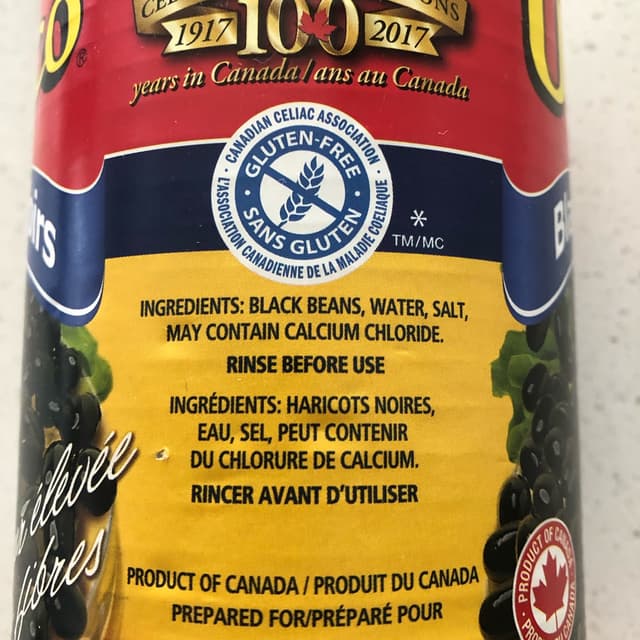 1917 100 2017
years in Canada / ans au Canada
CANADIAN CELIAC ASSOCIATION
GLUTEN-FREE
SANS GLUTEN
L'ASSOCIATION CANADIENNE DE LA MALADIE COELIAQUE
*
TM/MC
INGREDIENTS: BLACK BEANS, WATER, SALT,
MAY CONTAIN CALCIUM CHLORIDE.
RINSE BEFORE USE
INGRÉDIENTS: HARICOTS NOIRES,
EAU, SEL, PEUT CONTENIR
DU CHLORURE DE CALCIUM.
RINCER AVANT D'UTILISER
élevée
fibres
PRODUCT OF CANADA / PRODUIT DU CANADA
PREPARED FOR/PRÉPARÉ POUR
PRODUCT OF